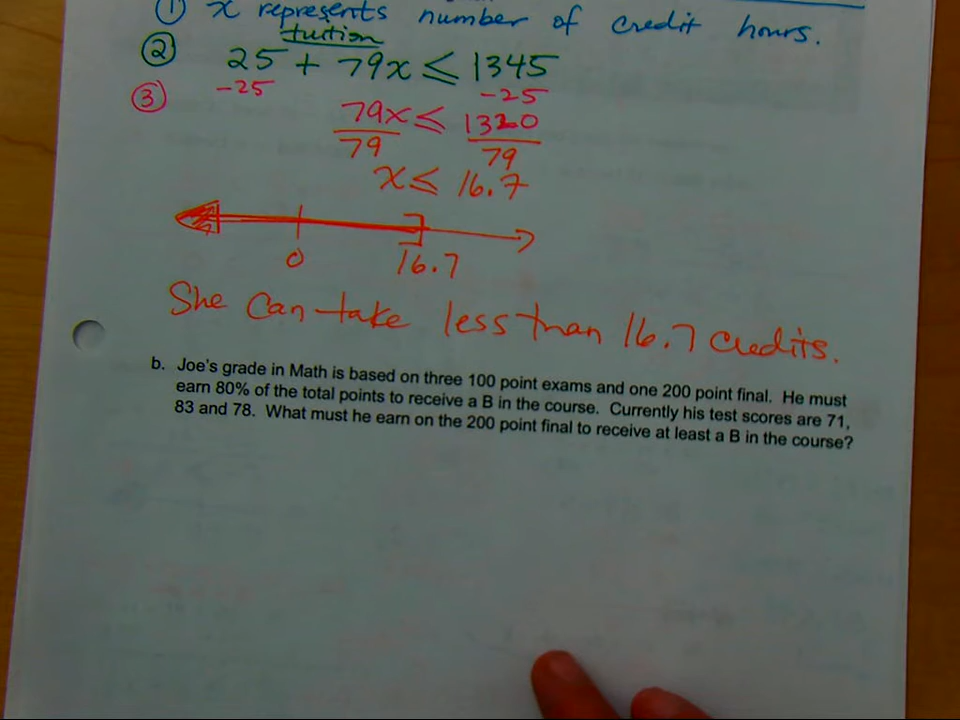 ① x represents number of credit hours.
tuition
② 25 + 79x ≤ 1345
③ -25 -25
79x ≤ 1320
79 79
x ≤ 16.7
0 16.7
She can take less than 16.7 credits.
b. Joe's grade in Math is based on three 100 point exams and one 200 point final. He must
earn 80% of the total points to receive a B in the course. Currently his test scores are 71,
83 and 78. What must he earn on the 200 point final to receive at least a B in the course?